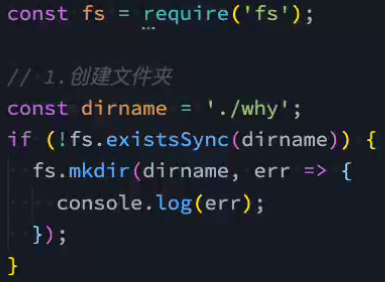 const fs = require('fs');
// 1.创建文件夹
const dirname = './why';
if (!fs.existsSync(dirname)) {
fs.mkdir(dirname, err => {
console.log(err);
});
}